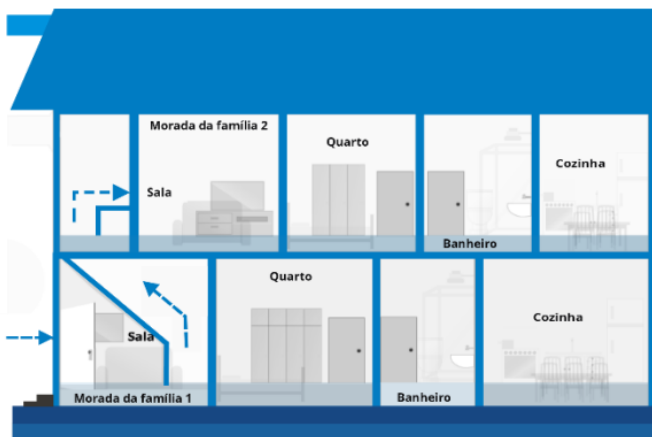 Morada da família 2
Quarto
Sala
Cozinha
Banheiro
Quarto
Sala
Cozinha
Morada da família 1
Banheiro